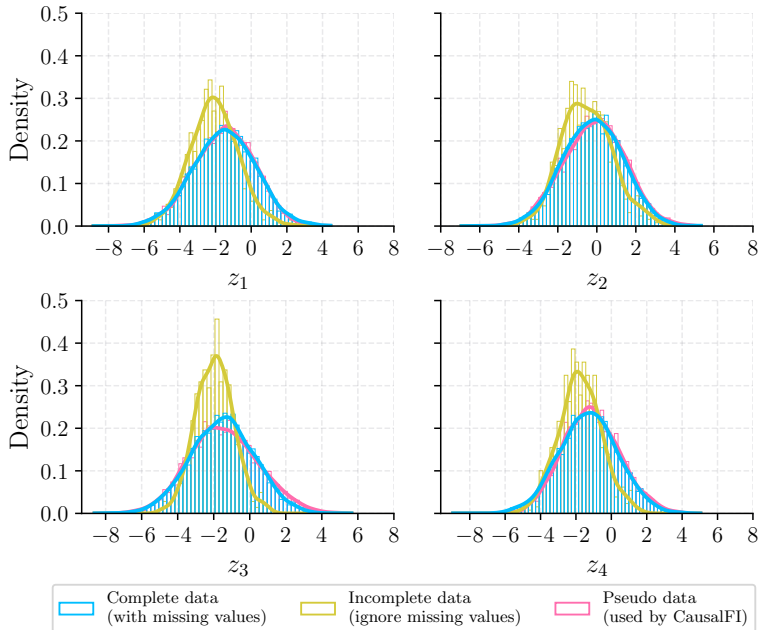 0.5
0.4
0.3
0.2
0.1
0.0
Density
−8 −6 −4 −2 0 2 4 6 8
z1
−8 −6 −4 −2 0 2 4 6 8
z2
0.5
0.4
0.3
0.2
0.1
0.0
Density
−8 −6 −4 −2 0 2 4 6 8
z3
−8 −6 −4 −2 0 2 4 6 8
z4
Complete data
(with missing values)
Incomplete data
(ignore missing values)
Pseudo data
(used by CausalFI)